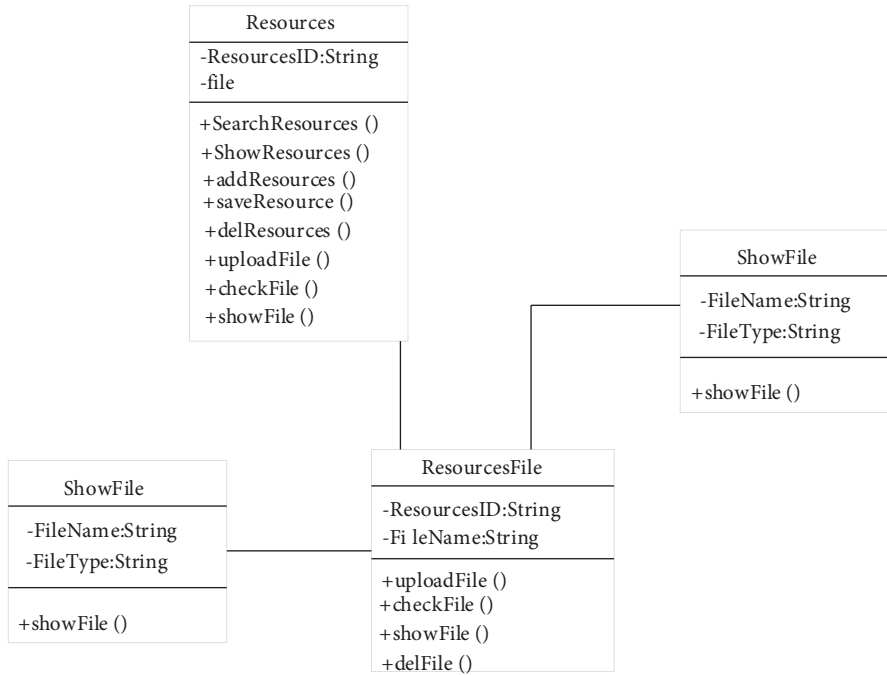 Resources
-ResourcesID:String
-file
+SearchResources ()
+ShowResources ()
+addResources ()
+saveResource ()
+delResources ()
+uploadFile ()
+checkFile ()
+showFile ()
ShowFile
-FileName:String
-FileType:String
+showFile ()
ShowFile
-FileName:String
-FileType:String
+showFile ()
ResourcesFile
-ResourcesID:String
-Fi leName:String
+uploadFile ()
+checkFile ()
+showFile ()
+delFile ()